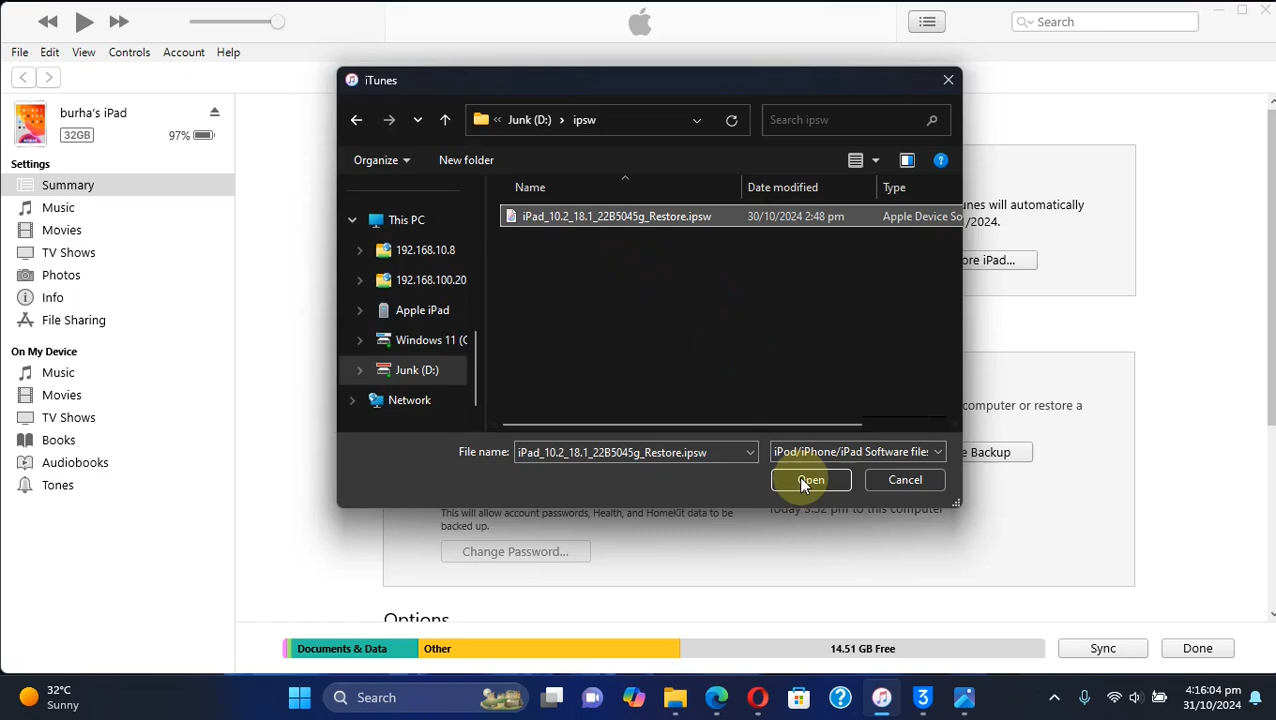 Search
File Edit View Controls Account Help
iTunes
burha's iPad
32GB 97%
Settings
Summary
Music
Movies
TV Shows
Photos
Info
File Sharing
On My Device
Music
Movies
TV Shows
Audiobooks
Books
Tones
Junk (D:) ipsw
Search ipsw
Organize New folder
Name Date modified Type
iPad_10.2_18.1_22B5045g_Restore.ipsw 30/10/2024 2:48 pm Apple Device So
This PC
192.168.10.8
192.168.100.20
Apple iPad
Windows 11 (C
Junk (D:)
Network
File name: iPad_10.2_18.1_22B5045g_Restore.ipsw iPod/iPhone/iPad Software files
Open Cancel
unes will automatically
/2024.
ore iPad...
computer or restore a
e Backup
Today 3:52 pm to this computer
This will allow account passwords, Health, and HomeKit data to be
backed up.
Change Password...
Options
Documents & Data Other 14.51 GB Free Sync Done
32°C
Sunny
Search
4:16:04 pm
31/10/2024